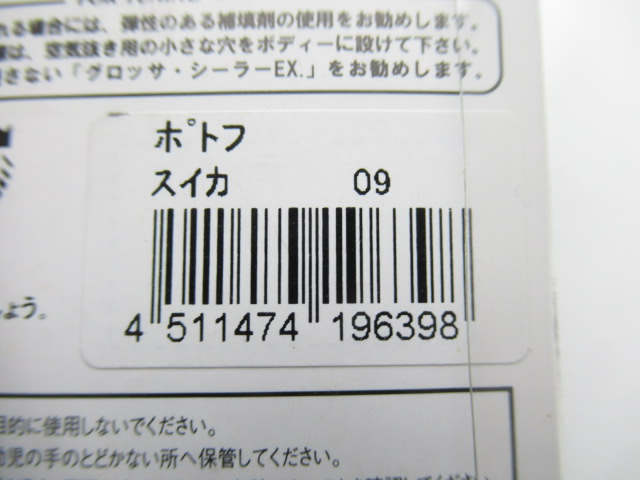 れる場合には、弾性のある補填剤の使用をお勧めします。
は、空気抜き用の小さな穴をボディーに設けて下さい。
さない「グロッサ・シーラーEX.」をお勧めします。
ポトフ
スイカ 09
4 511474 196398
しょう。
的に使用しないでください。
児の手のとどかない所へ保管してください。